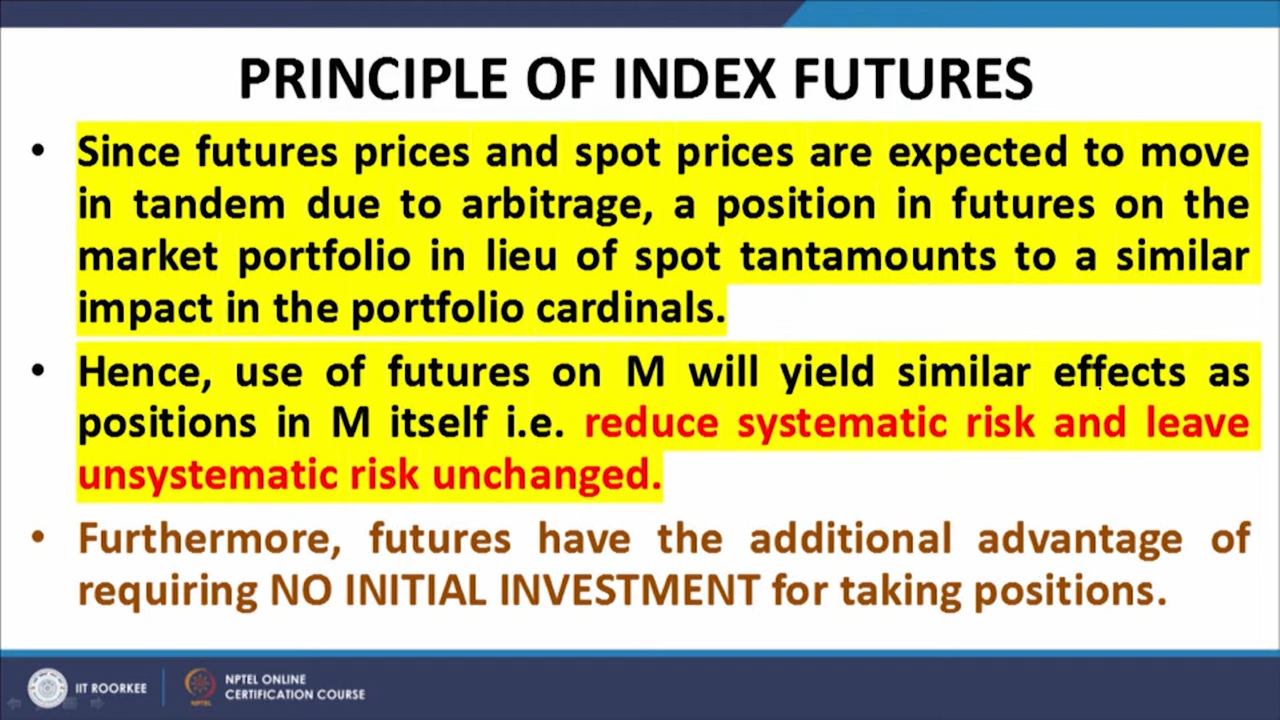 PRINCIPLE OF INDEX FUTURES
• Since futures prices and spot prices are expected to move
in tandem due to arbitrage, a position in futures on the
market portfolio in lieu of spot tantamounts to a similar
impact in the portfolio cardinals.
• Hence, use of futures on M will yield similar effects as
positions in M itself i.e. reduce systematic risk and leave
unsystematic risk unchanged.
• Furthermore, futures have the additional advantage of
requiring NO INITIAL INVESTMENT for taking positions.
IIT ROORKEE
NPTEL
NPTEL ONLINE
CERTIFICATION COURSE